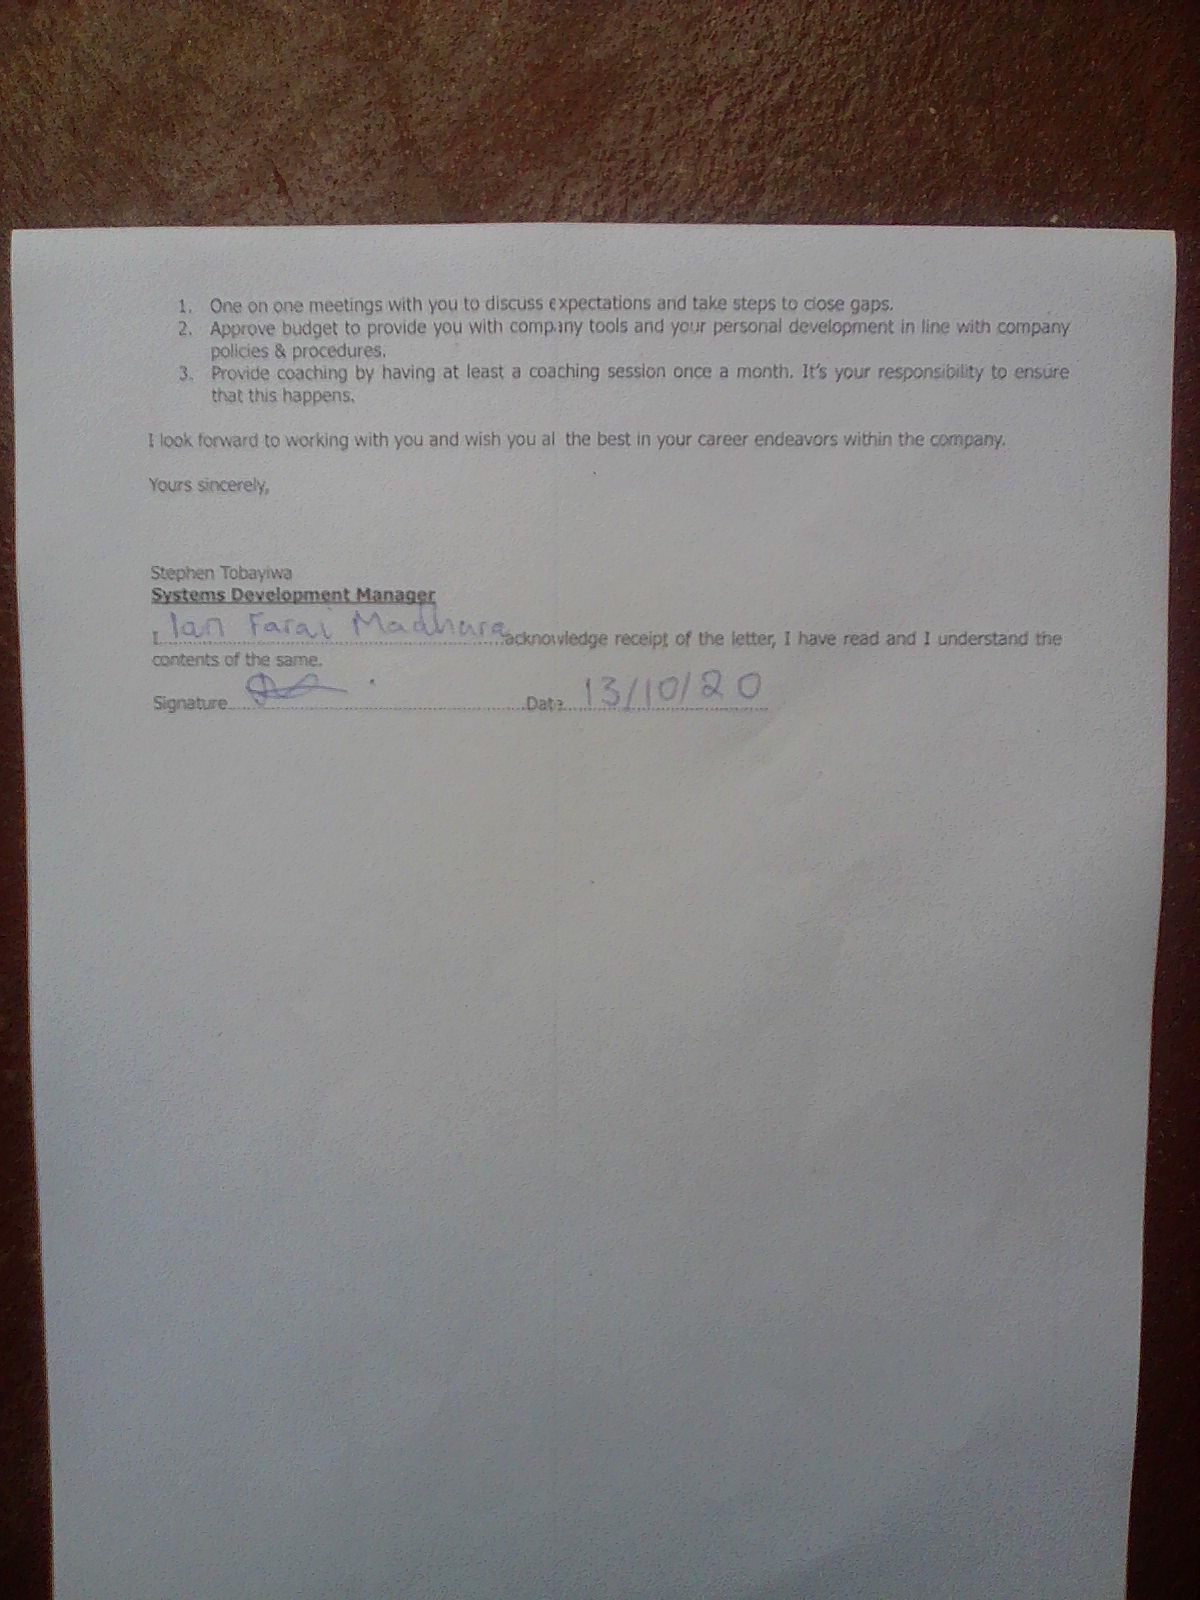 1. One on one meetings with you to discuss expectations and take steps to close gaps.
2. Approve budget to provide you with company tools and your personal development in line with company
policies & procedures.
3. Provide coaching by having at least a coaching session once a month. It's your responsibility to ensure
that this happens.
I look forward to working with you and wish you al the best in your career endeavors within the company.
Yours sincerely,
Stephen Tobayiwa
Systems Development Manager
I Ian Farai Madhura acknowledge receipt of the letter, I have read and I understand the
contents of the same.
Signature Date 13/10/20